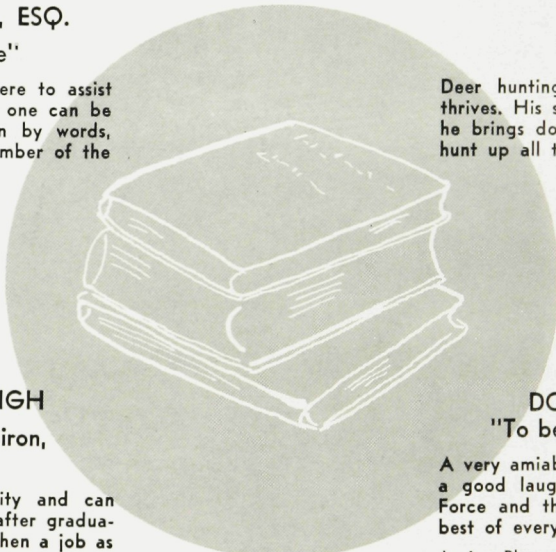 , ESQ.
e"
ere to assist
one can be
n by words,
mber of the
IGH
iron,
ity and can
after gradua-
hen a job as
Deer hunting
thrives. His s
he brings do
hunt up all t
DO
"To be
A very amiab
a good laug
Force and th
best of every